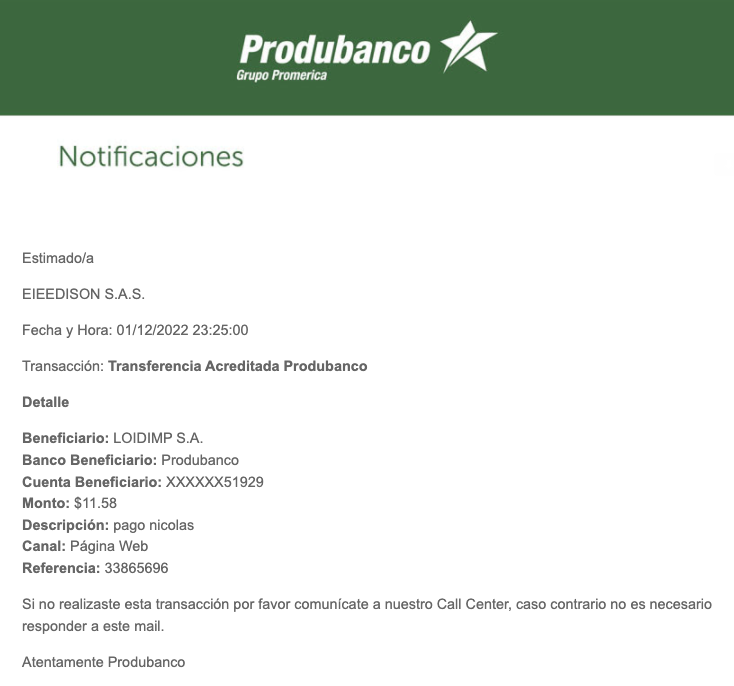 Produbanco
Grupo Promerica
Notificaciones
Estimado/a
EIEEDISON S.A.S.
Fecha y Hora: 01/12/2022 23:25:00
Transacción: Transferencia Acreditada Produbanco
Detalle
Beneficiario: LOIDIMP S.A.
Banco Beneficiario: Produbanco
Cuenta Beneficiario: XXXXXX51929
Monto: $11.58
Descripción: pago nicolas
Canal: Página Web
Referencia: 33865696
Si no realizaste esta transacción por favor comunícate a nuestro Call Center, caso contrario no es necesario
responder a este mail.
Atentamente Produbanco